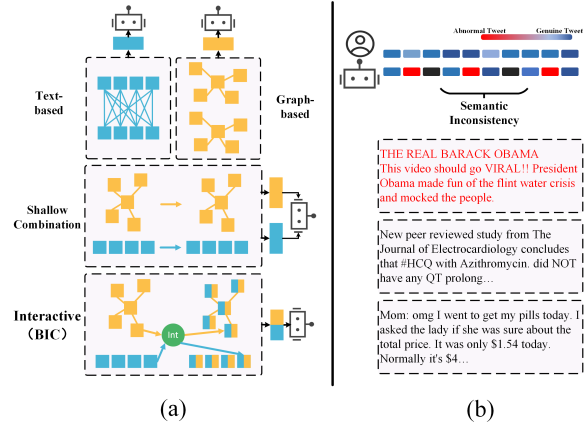 Text-
based
Graph-
based
Shallow
Combination
Interactive
(BIC)
Int
(a)
Abnormal Tweet
Genuine Tweet
Semantic
Inconsistency
THE REAL BARACK OBAMA
This video should go VIRAL!! President
Obama made fun of the flint water crisis
and mocked the people.
New peer reviewed study from The
Journal of Electrocardiology concludes
that #HCQ with Azithromycin. did NOT
have any QT prolong…
Mom: omg I went to get my pills today. I
asked the lady if she was sure about the
total price. It was only $1.54 today.
Normally it's $4…
(b)